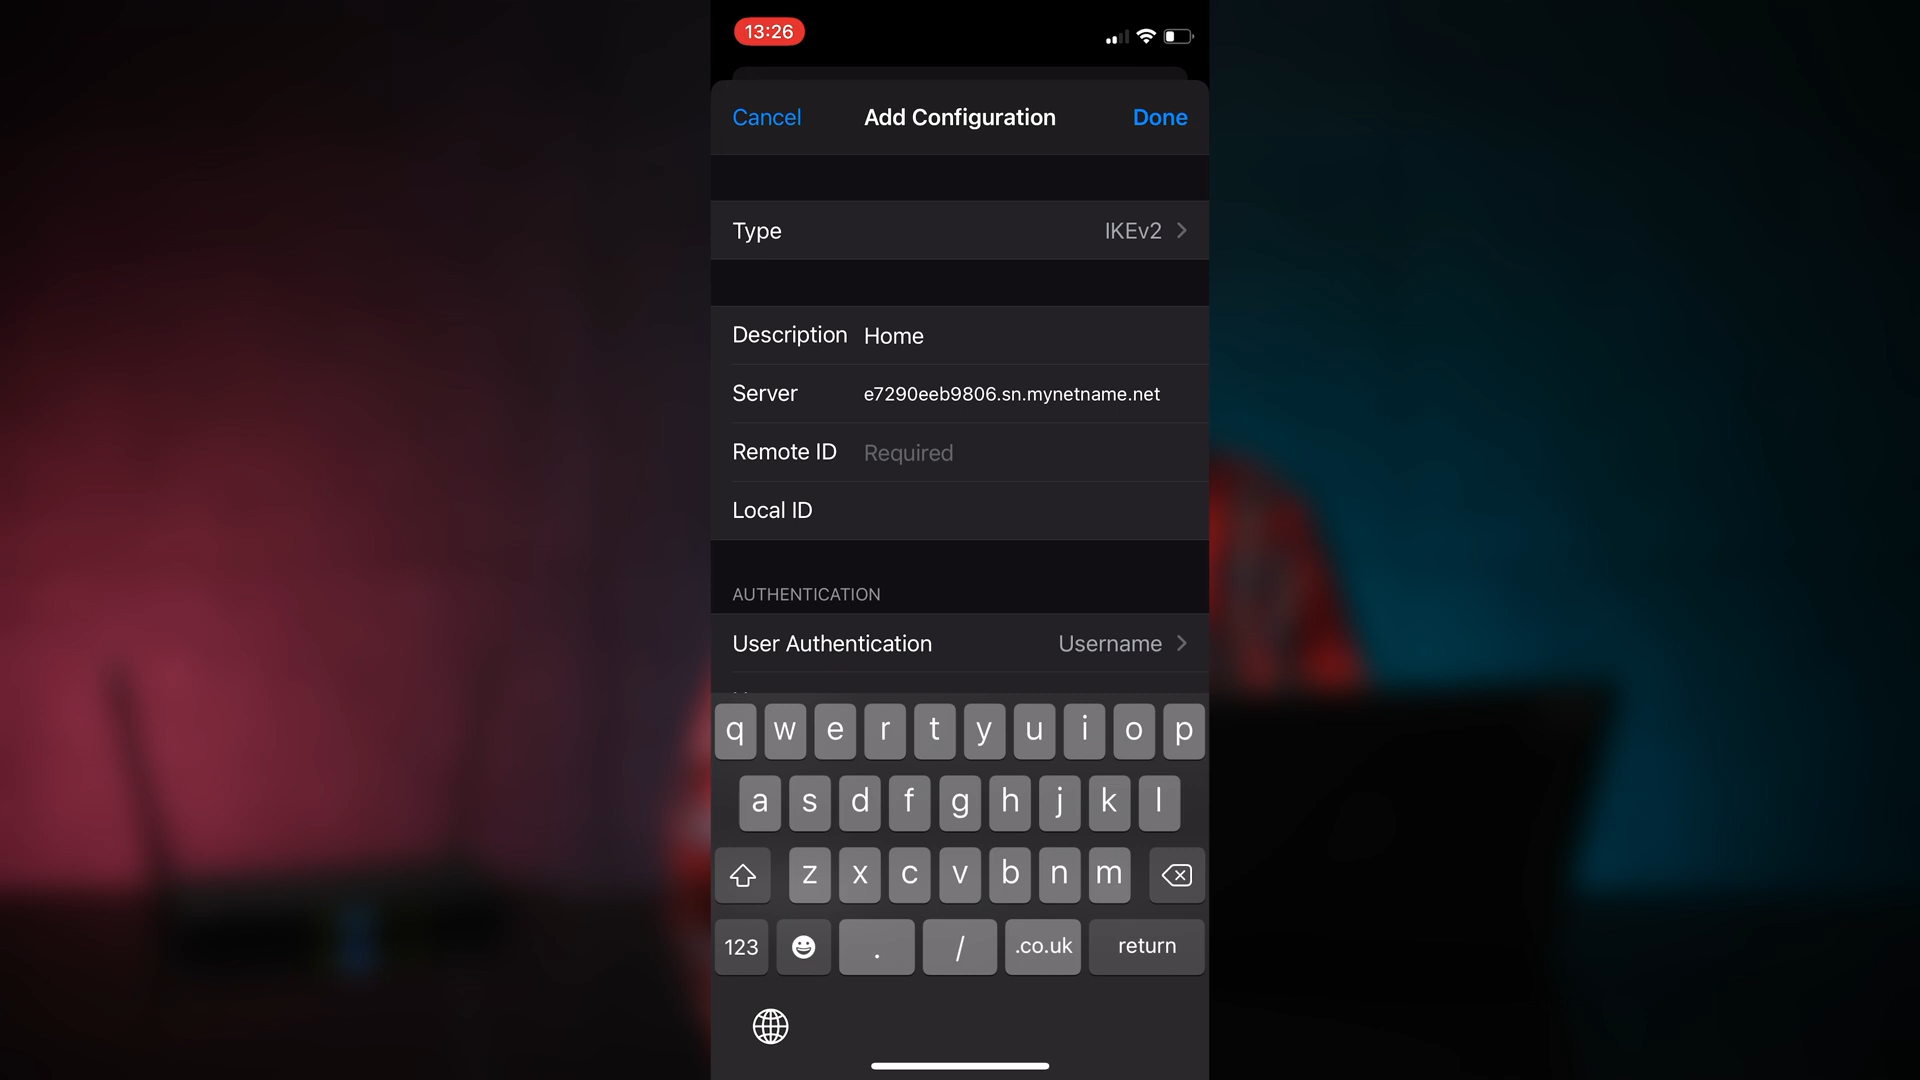 13:26
Cancel Add Configuration Done
Type IKEv2
Description Home
Server e7290eeb9806.sn.mynetname.net
Remote ID Required
Local ID
AUTHENTICATION
User Authentication Username
q w e r t y u i o p
a s d f g h j k l
z x c v b n m
123 . / .co.uk return